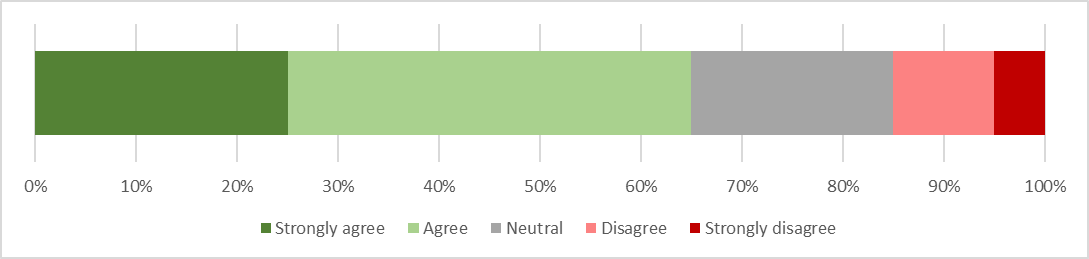 0% 10% 20% 30% 40% 50% 60% 70% 80% 90% 100%
Strongly agree Agree Neutral Disagree Strongly disagree